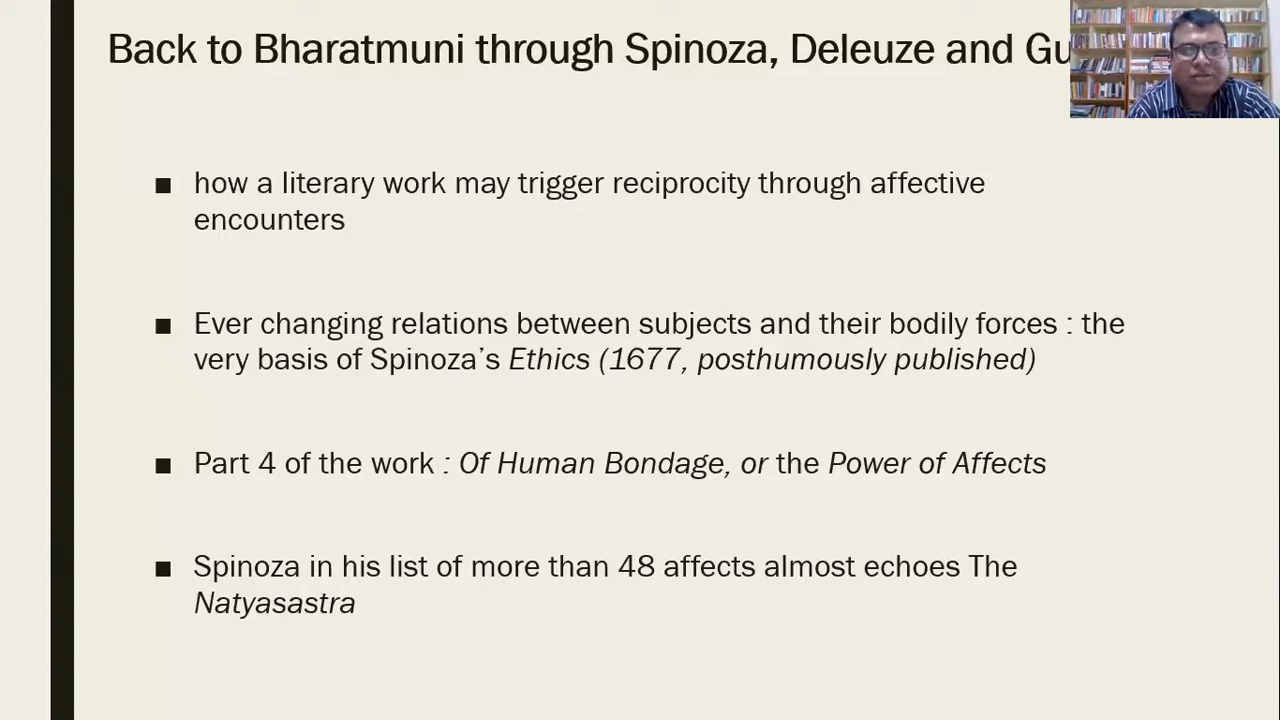 Back to Bharatmuni through Spinoza, Deleuze and
■ how a literary work may trigger reciprocity through affective
encounters
■ Ever changing relations between subjects and their bodily forces : the
very basis of Spinoza’s Ethics (1677, posthumously published)
■ Part 4 of the work : Of Human Bondage, or the Power of Affects
■ Spinoza in his list of more than 48 affects almost echoes The
Natyasastra